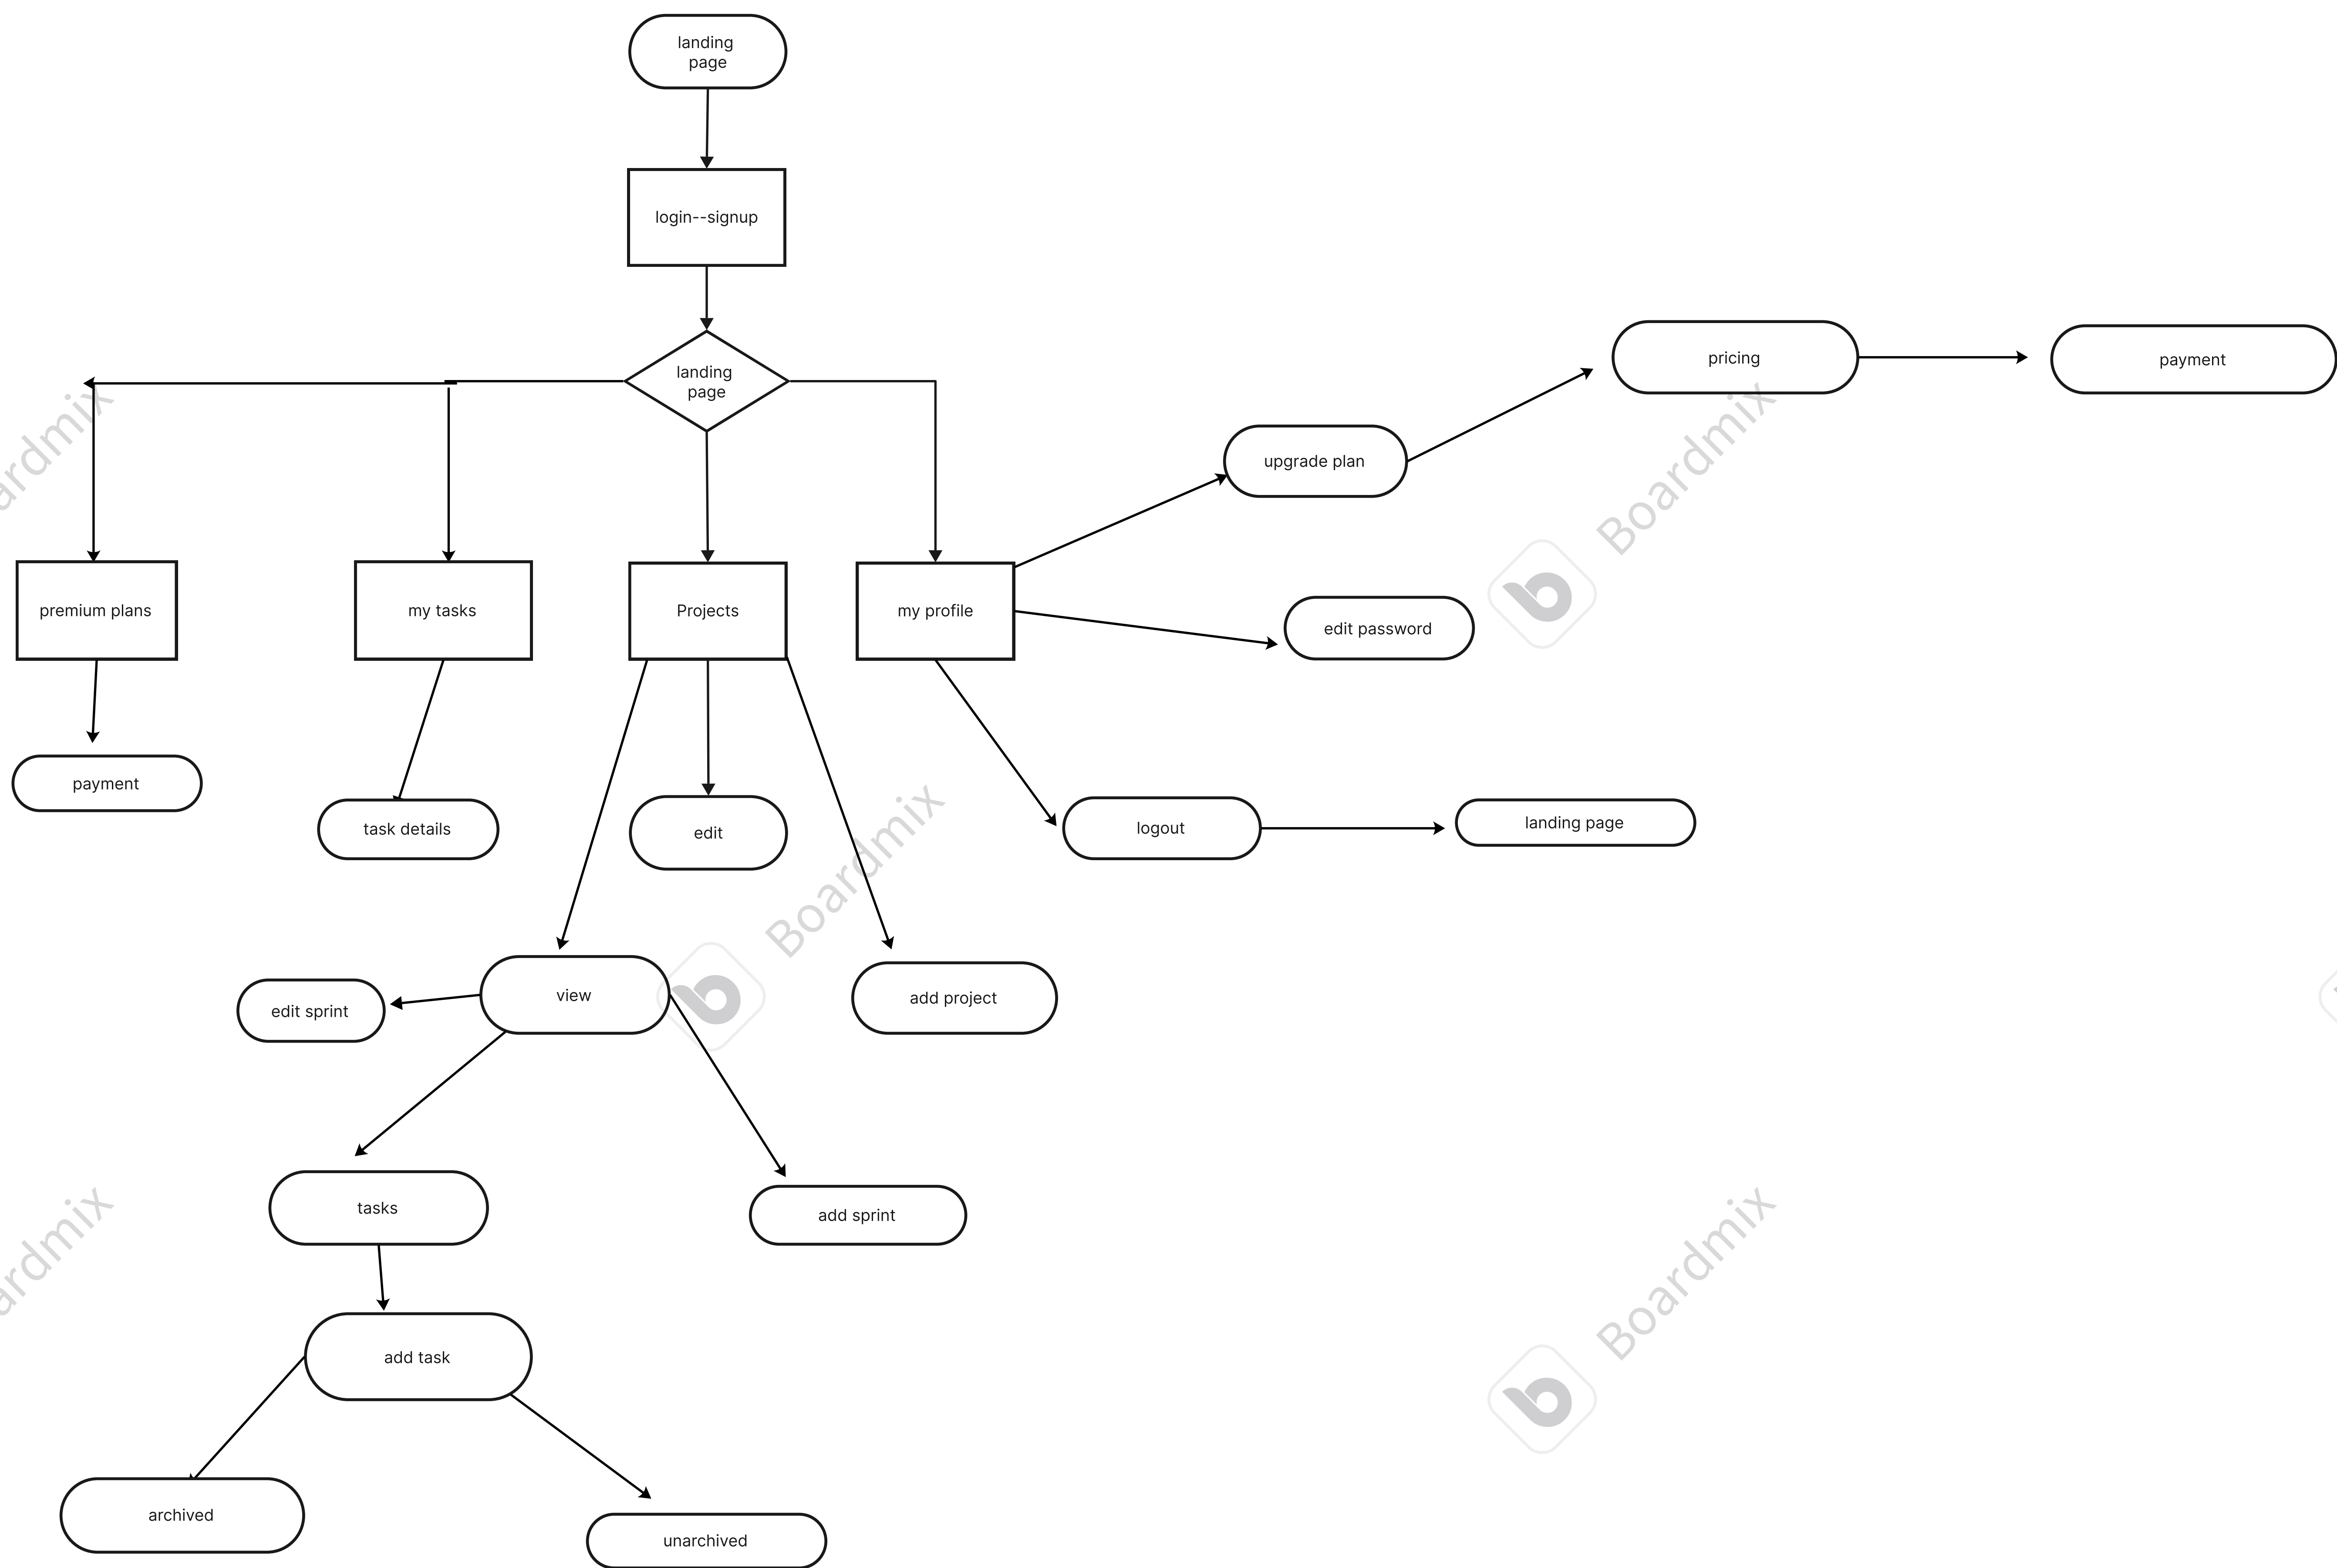 landing
page
login--signup
landing
page
pricing
payment
upgrade plan
premium plans
my tasks
Projects
my profile
edit password
payment
task details
edit
logout
landing page
edit sprint
view
add project
tasks
add sprint
add task
archived
unarchived
Boardmix
Boardmix
Boardmix
ardmix
ardmix